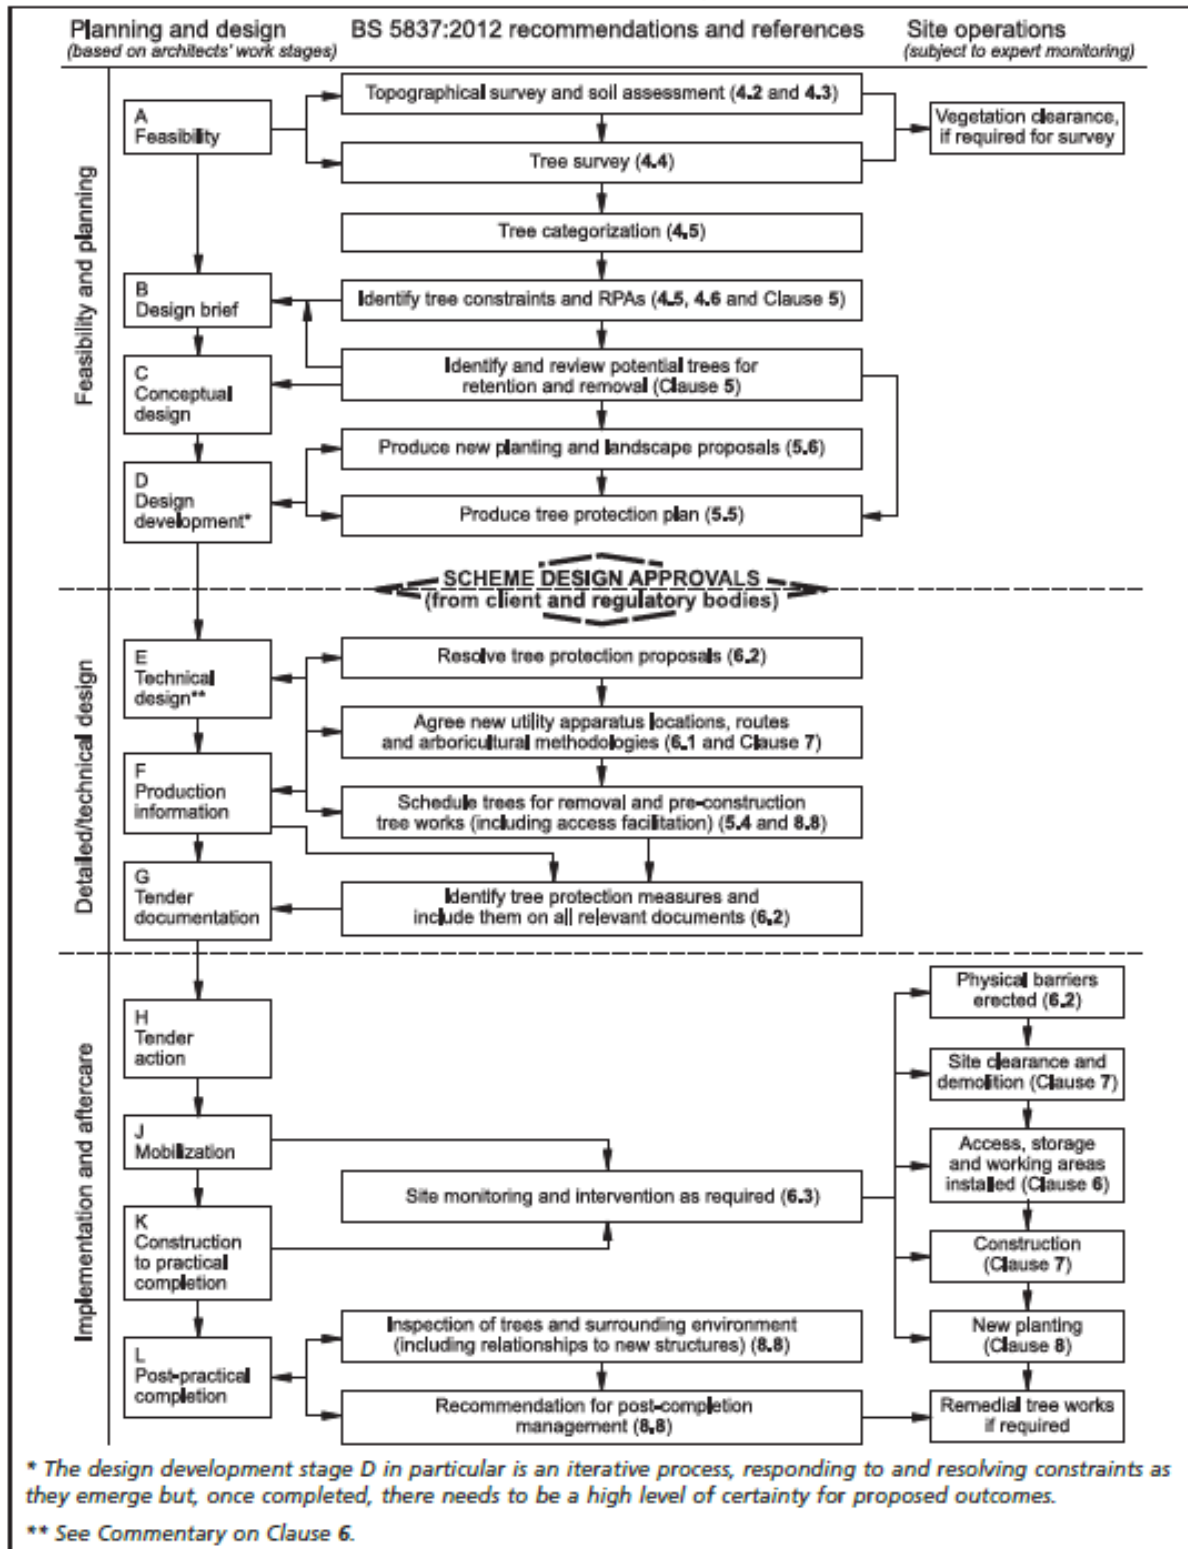 Planning and design
(based on architects' work stages)
BS 5837:2012 recommendations and references
Site operations
(subject to expert monitoring)
Feasibility and planning
A
Feasibility
Topographical survey and soil assessment (4.2 and 4.3)
Tree survey (4.4)
Vegetation clearance,
if required for survey
Tree categorization (4.5)
B
Design brief
Identify tree constraints and RPAs (4.5, 4.6 and Clause 5)
C
Conceptual
design
Identify and review potential trees for
retention and removal (Clause 5)
D
Design
development*
Produce new planting and landscape proposals (5.6)
Produce tree protection plan (5.5)
SCHEME DESIGN APPROVALS
(from client and regulatory bodies)
Detailed/technical design
E
Technical
design**
Resolve tree protection proposals (6.2)
Agree new utility apparatus locations, routes
and arboricultural methodologies (6.1 and Clause 7)
F
Production
information
Schedule trees for removal and pre-construction
tree works (including access facilitation) (5.4 and 8.8)
G
Tender
documentation
Identify tree protection measures and
include them on all relevant documents (6.2)
Implementation and aftercare
H
Tender
action
J
Mobilization
Site monitoring and intervention as required (6.3)
K
Construction
to practical
completion
Physical barriers
erected (6.2)
Site clearance and
demolition (Clause 7)
Access, storage
and working areas
installed (Clause 6)
Construction
(Clause 7)
New planting
(Clause 8)
L
Post-practical
completion
Inspection of trees and surrounding environment
(including relationships to new structures) (8.8)
Recommendation for post-completion
management (8.8)
Remedial tree works
if required
* The design development stage D in particular is an iterative process, responding to and resolving constraints as
they emerge but, once completed, there needs to be a high level of certainty for proposed outcomes.
** See Commentary on Clause 6.